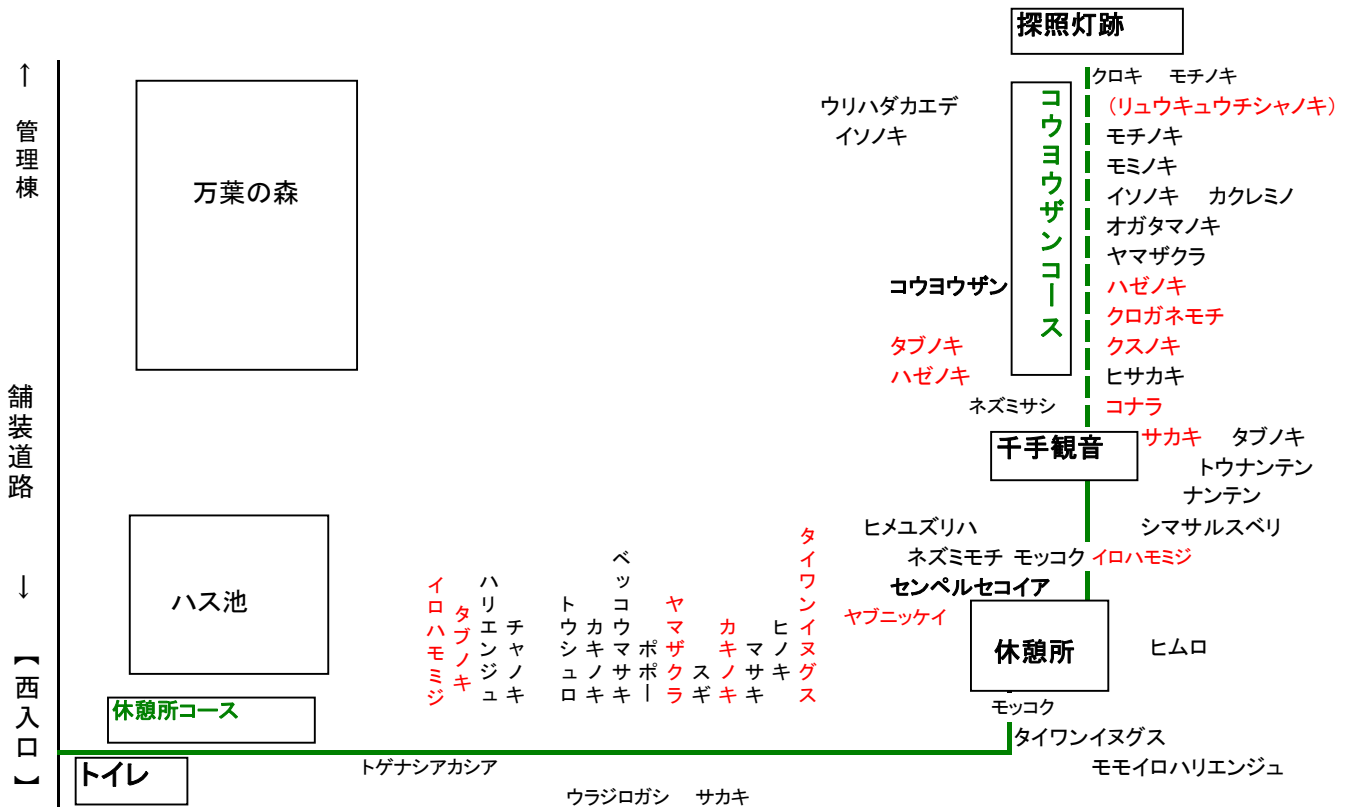 探照灯跡
クロキ モチノキ
(リュウキュウチシャノキ)
モチノキ
モミノキ
イソノキ カクレミノ
オガタマノキ
ヤマザクラ
ハゼノキ
クロガネモチ
クスノキ
ヒサカキ
コナラ
サカキ タブノキ
トウナンテン
ナンテン
シマサルスベリ
コウヨウザンコース
ウリハダカエデ
イソノキ
コウヨウザン
タブノキ
ハゼノキ
ネズミサシ
千手観音
ヒメユズリハ
ネズミモチ モッコク イロハモミジ
センペルセコイア
ヤブニッケイ
休憩所
ヒムロ
モッコク
タイワンイヌグス
モモイロハリエンジュ
↑ 管理棟
舗装道路
↓
【西入口】
万葉の森
ハス池
休憩所コース
トイレ
イロハモミジ
タブノキ
ハリエンジュ
チャノキ
トウシュロ
カキノキ
ベッコウマサキ
ポポー
ヤマザクラ
スギ
カキノキ
マサキ
ヒノキ
タイワンイヌグス
トゲナシアカシア
ウラジロガシ サカキ